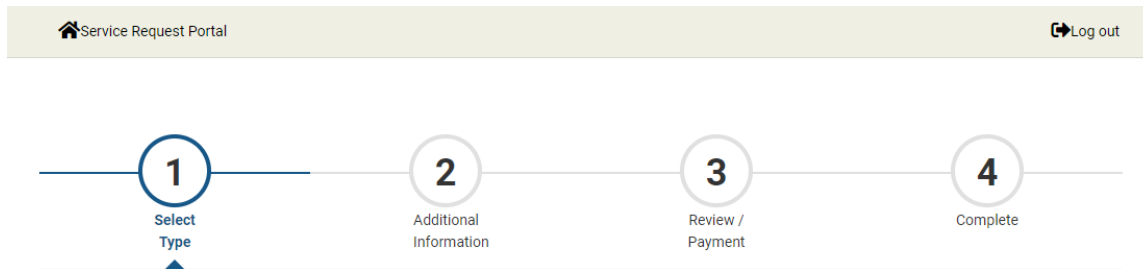 Service Request Portal
Log out
1
2
3
4
Select
Type
Additional
Information
Review /
Payment
Complete